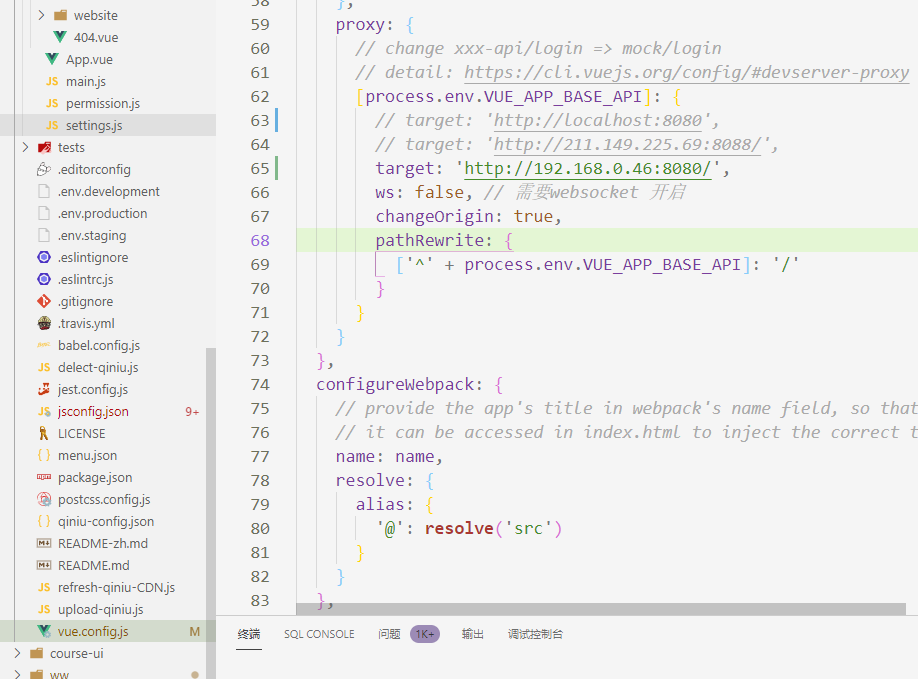 website
404.vue
App.vue
JS main.js
JS permission.js
JS settings.js
tests
.editorconfig
.env.development
.env.production
.env.staging
.eslintignore
.eslintrc.js
.gitignore
.travis.yml
babel.config.js
JS delect-qiniu.js
jest.config.js
JS jsconfig.json 9+
LICENSE
{ } menu.json
package.json
postcss.config.js
{ } qiniu-config.json
README-zh.md
README.md
JS refresh-qiniu-CDN.js
JS upload-qiniu.js
vue.config.js M
course-ui
ww
58 },
59 proxy: {
60 // change xxx-api/login => mock/login
61 // detail: https://cli.vuejs.org/config/#devserver-proxy
62 [process.env.VUE_APP_BASE_API]: {
63 // target: 'http://localhost:8080',
64 // target: 'http://211.149.225.69:8088/',
65 target: 'http://192.168.0.46:8080/',
66 ws: false, // 需要websocket 开启
67 changeOrigin: true,
68 pathRewrite: {
69 ['^' + process.env.VUE_APP_BASE_API]: '/'
70 }
71 }
72 }
73 },
74 configureWebpack: {
75 // provide the app's title in webpack's name field, so that
76 // it can be accessed in index.html to inject the correct t
77 name: name,
78 resolve: {
79 alias: {
80 '@': resolve('src')
81 }
82 }
83 },
终端 SQL CONSOLE 问题 1K+ 输出 调试控制台